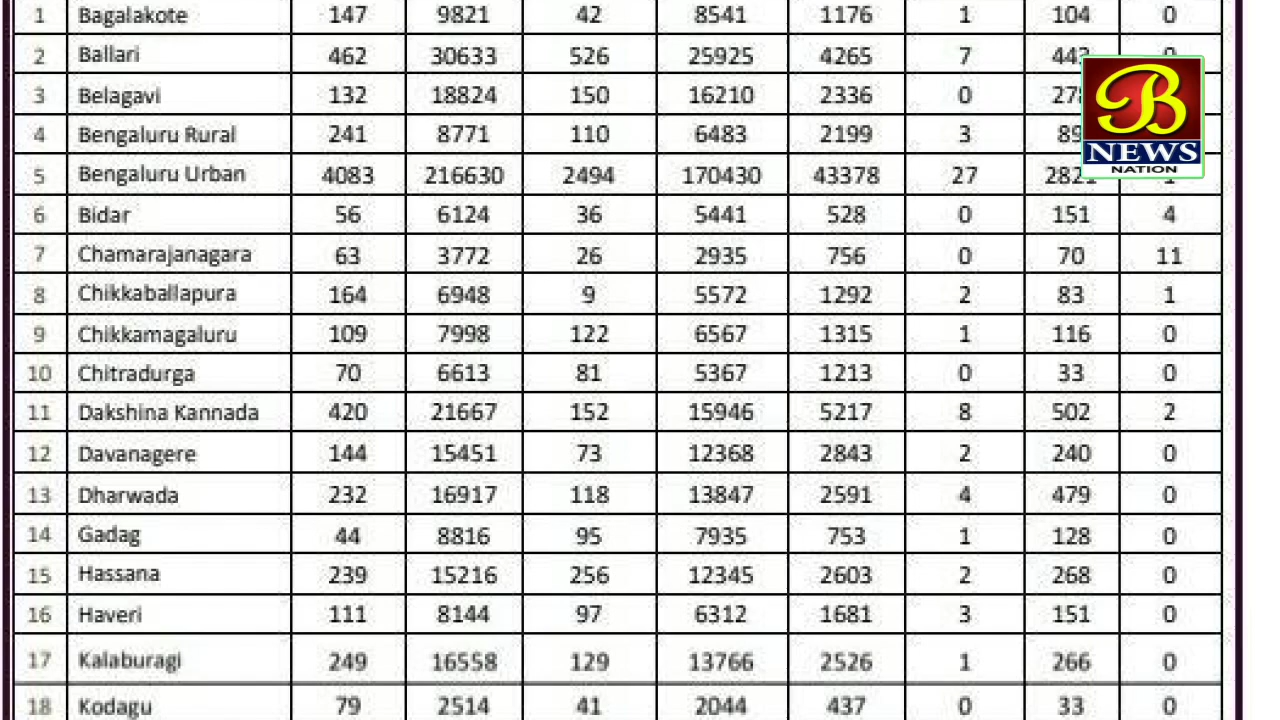 1 Bagalakote 147 9821 42 8541 1176 1 104 0
2 Ballari 462 30633 526 25925 4265 7
3 Belagavi 132 18824 150 16210 2336 0
4 Bengaluru Rural 241 8771 110 6483 2199 3
5 Bengaluru Urban 4083 216630 2494 170430 43378 27
6 Bidar 56 6124 36 5441 528 0 151 4
7 Chamarajanagara 63 3772 26 2935 756 0 70 11
8 Chikkaballapura 164 6948 9 5572 1292 2 83 1
9 Chikkamagaluru 109 7998 122 6567 1315 1 116 0
10 Chitradurga 70 6613 81 5367 1213 0 33 0
11 Dakshina Kannada 420 21667 152 15946 5217 8 502 2
12 Davanagere 144 15451 73 12368 2843 2 240 0
13 Dharwada 232 16917 118 13847 2591 4 479 0
14 Gadag 44 8816 95 7935 753 1 128 0
15 Hassana 239 15216 256 12345 2603 2 268 0
16 Haveri 111 8144 97 6312 1681 3 151 0
17 Kalaburagi 249 16558 129 13766 2526 1 266 0
18 Kodagu 79 2514 41 2044 437 0 33 0
B
NEWS
NATION